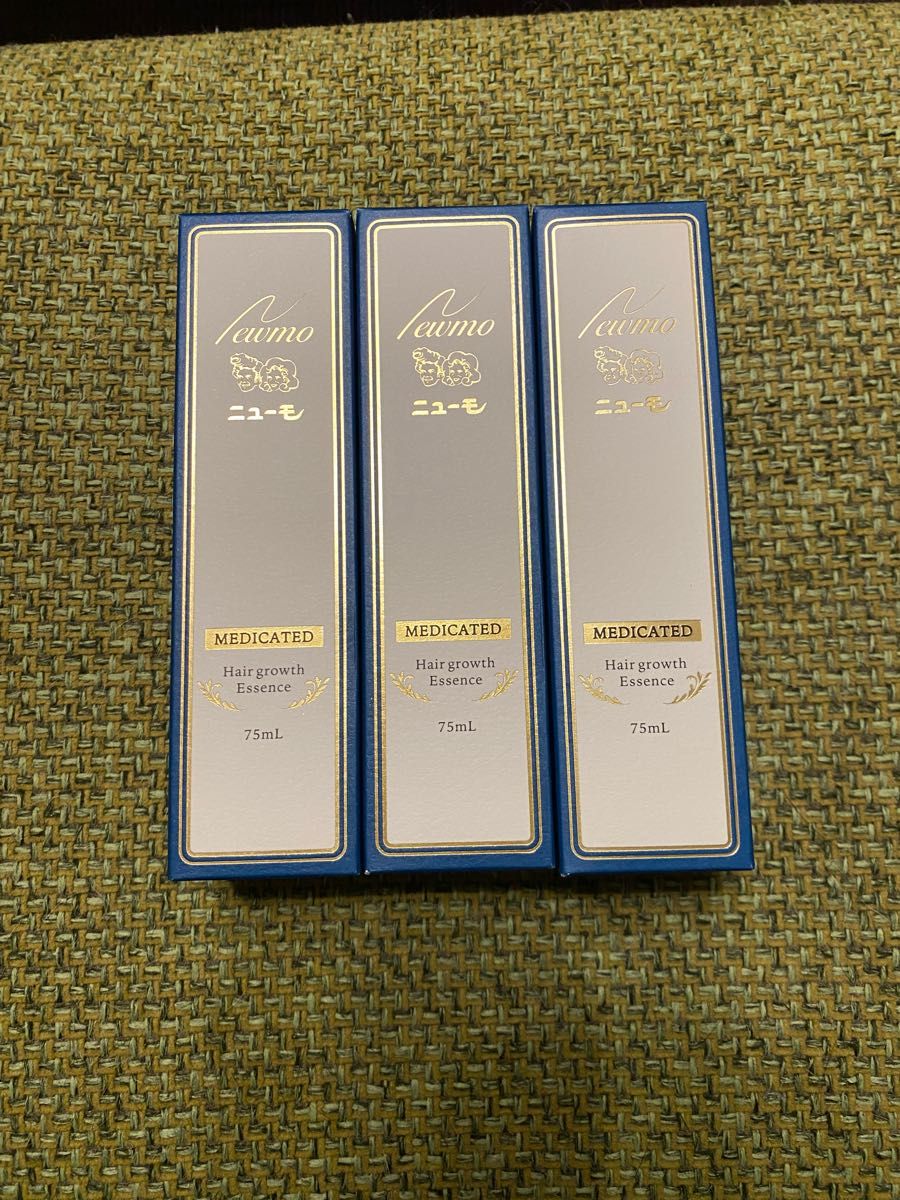 Newmo
ニューモ
MEDICATED
Hair growth
Essence
75mL
Newmo
ニューモ
MEDICATED
Hair growth
Essence
75mL
Newmo
ニューモ
MEDICATED
Hair growth
Essence
75mL